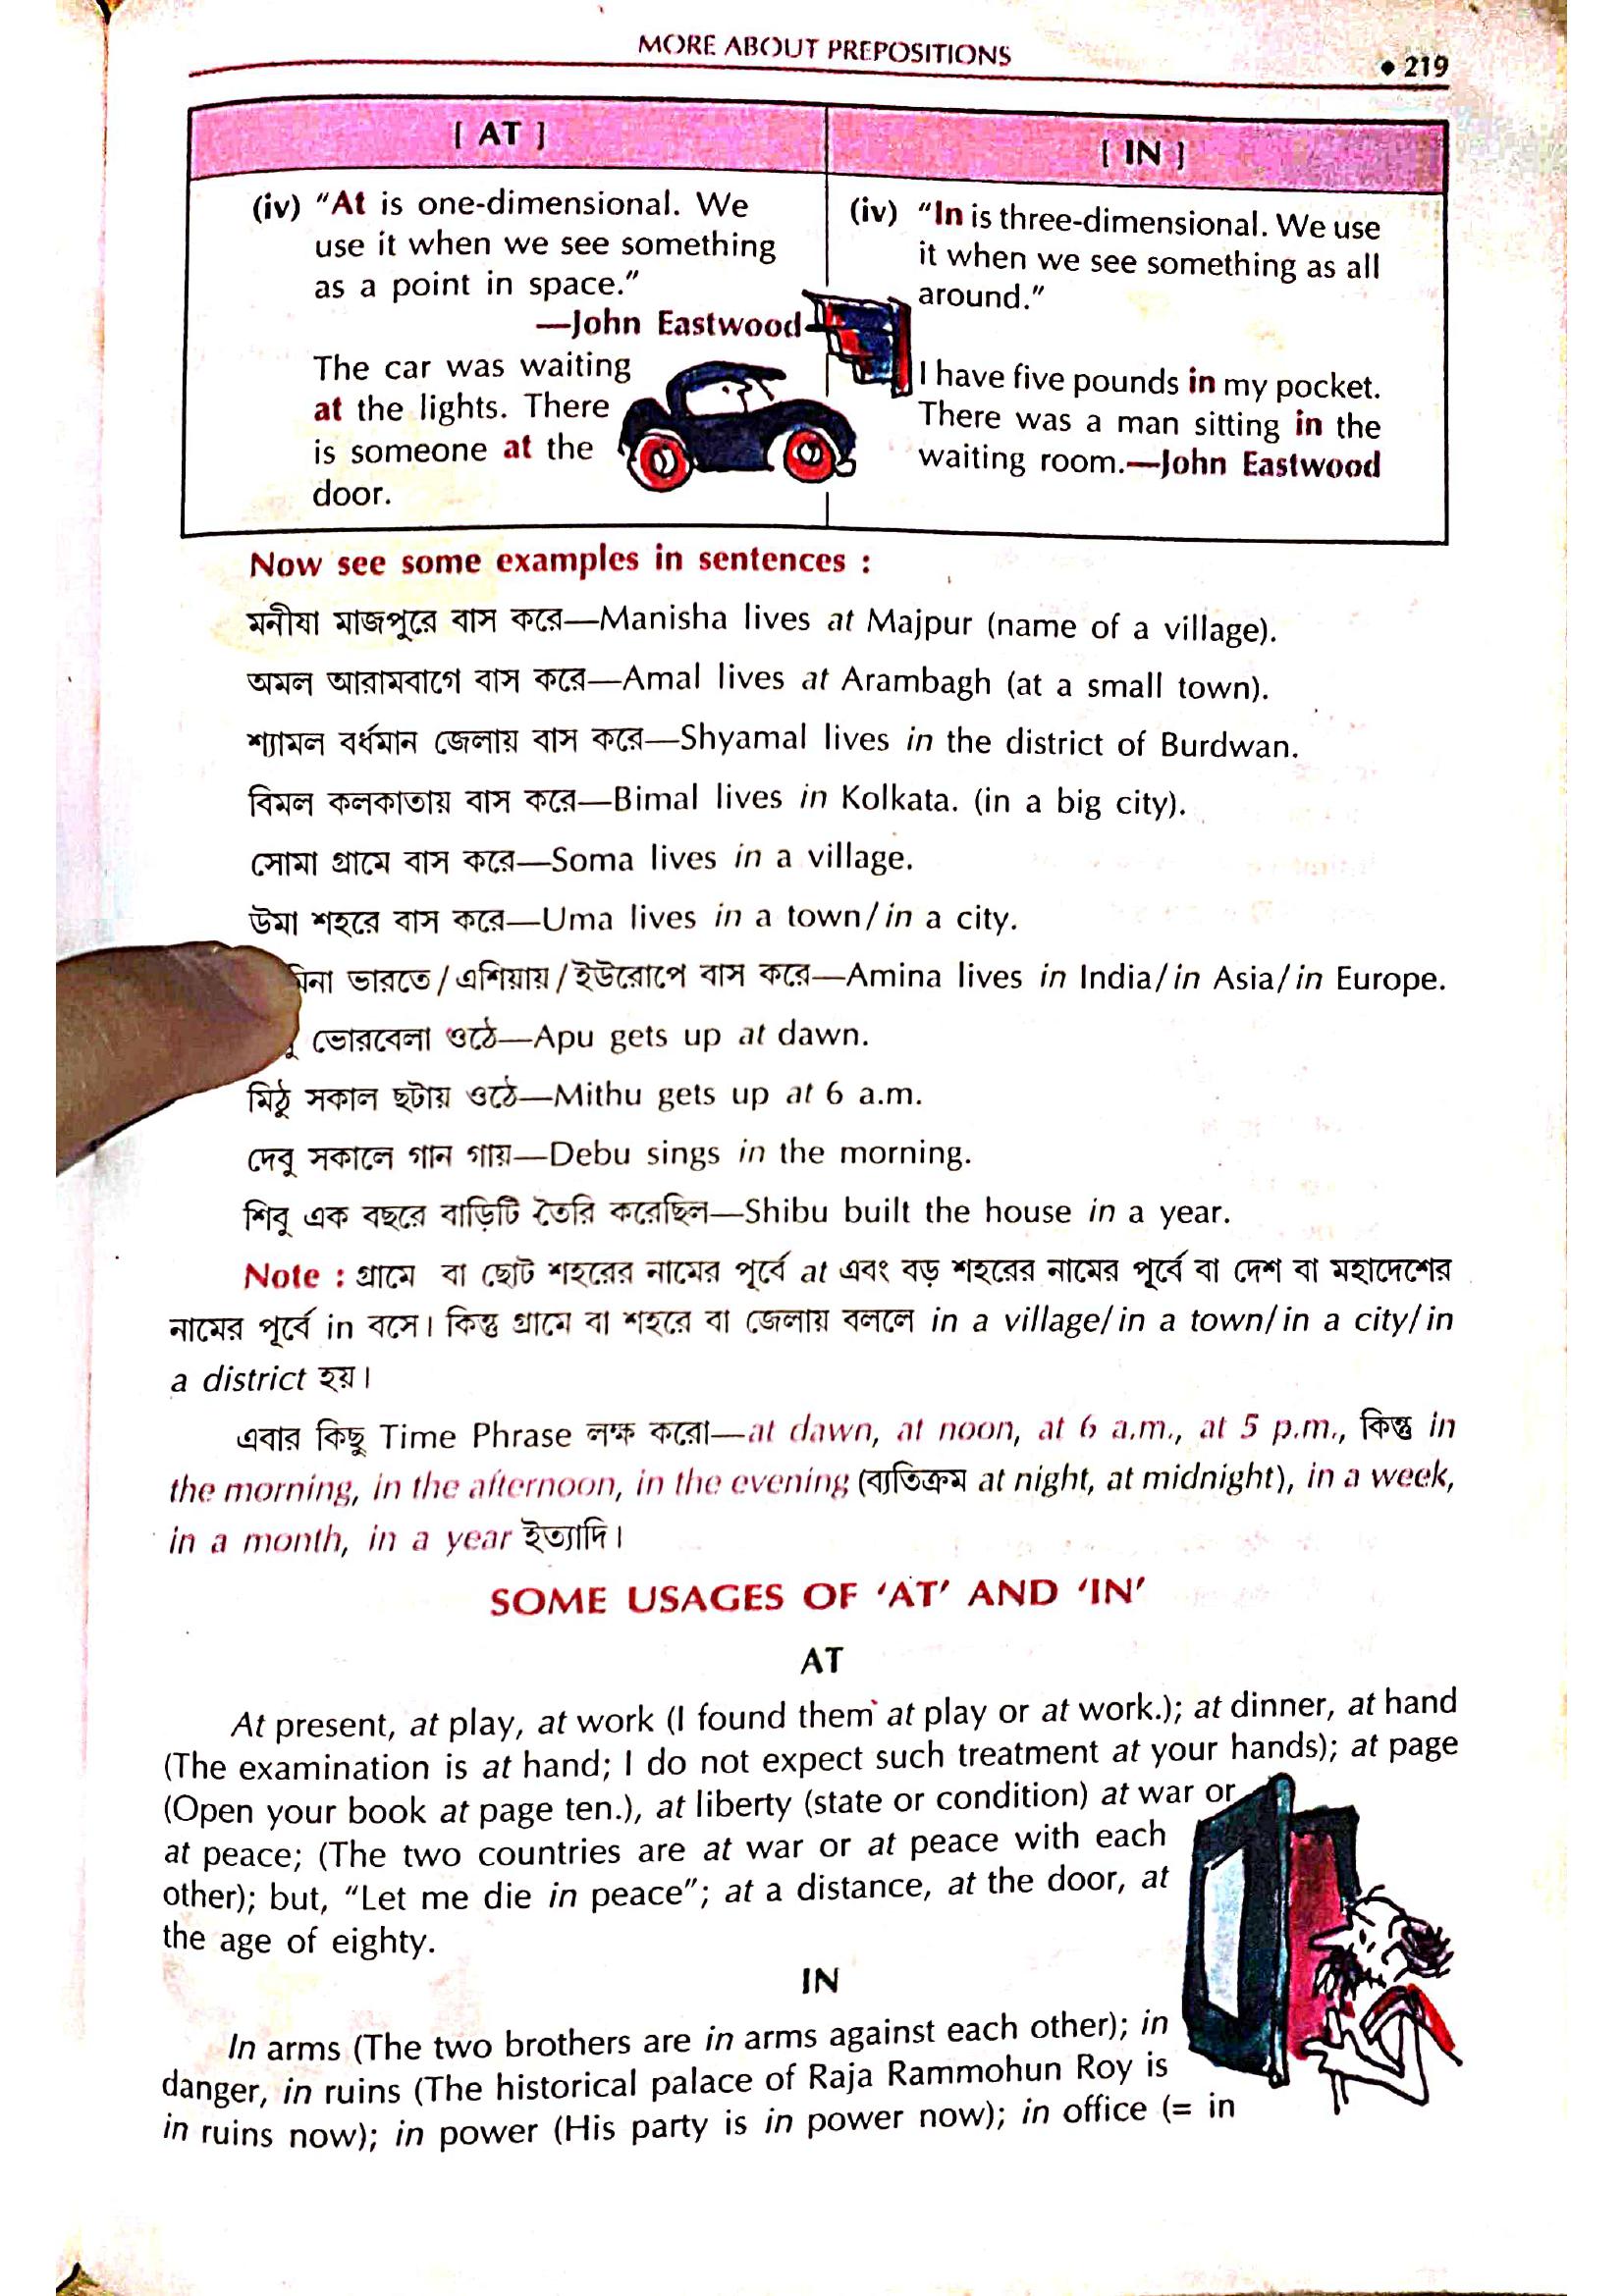 MORE ABOUT PREPOSITIONS
◆ 219
[ AT ]
(iv) "At is one-dimensional. We
use it when we see something
as a point in space."
—John Eastwood
The car was waiting
at the lights. There
is someone at the
door.
[ IN ]
(iv) "In is three-dimensional. We use
it when we see something as all
around."
I have five pounds in my pocket.
There was a man sitting in the
waiting room.—John Eastwood
Now see some examples in sentences :
মনীষা মাজপুরে বাস করে—Manisha lives at Majpur (name of a village).
অমল আরামবাগে বাস করে—Amal lives at Arambagh (at a small town).
শ্যামল বর্ধমান জেলায় বাস করে—Shyamal lives in the district of Burdwan.
বিমল কলকাতায় বাস করে—Bimal lives in Kolkata. (in a big city).
সোমা গ্রামে বাস করে—Soma lives in a village.
উমা শহরে বাস করে—Uma lives in a town/in a city.
ভারতে/এশিয়ায়/ইউরোপে বাস করে—Amina lives in India/in Asia/in Europe.
ভোরবেলা ওঠে—Apu gets up at dawn.
মিঠু সকাল ছটায় ওঠে—Mithu gets up at 6 a.m.
দেবু সকালে গান গায়—Debu sings in the morning.
শিবু এক বছরে বাড়িটি তৈরি করেছিল—Shibu built the house in a year.
Note : গ্রামে বা ছোট শহরের নামের পূর্বে at এবং বড় শহরের নামের পূর্বে বা দেশ বা মহাদেশের
নামের পূর্বে in বসে। কিন্তু গ্রামে বা শহরে বা জেলায় বললে in a village/in a town/in a city/in
a district হয়।
এবার কিছু Time Phrase লক্ষ করো—at dawn, at noon, at 6 a.m., at 5 p.m., কিন্তু in
the morning, in the afternoon, in the evening (ব্যতিক্রম at night, at midnight), in a week,
in a month, in a year ইত্যাদি।
SOME USAGES OF 'AT' AND 'IN'
AT
At present, at play, at work (I found them at play or at work.); at dinner, at hand
(The examination is at hand; I do not expect such treatment at your hands); at page
(Open your book at page ten.), at liberty (state or condition) at war or
at peace; (The two countries are at war or at peace with each
other); but, "Let me die in peace"; at a distance, at the door, at
the age of eighty.
IN
In arms (The two brothers are in arms against each other); in
danger, in ruins (The historical palace of Raja Rammohun Roy is
in ruins now); in power (His party is in power now); in office (= in